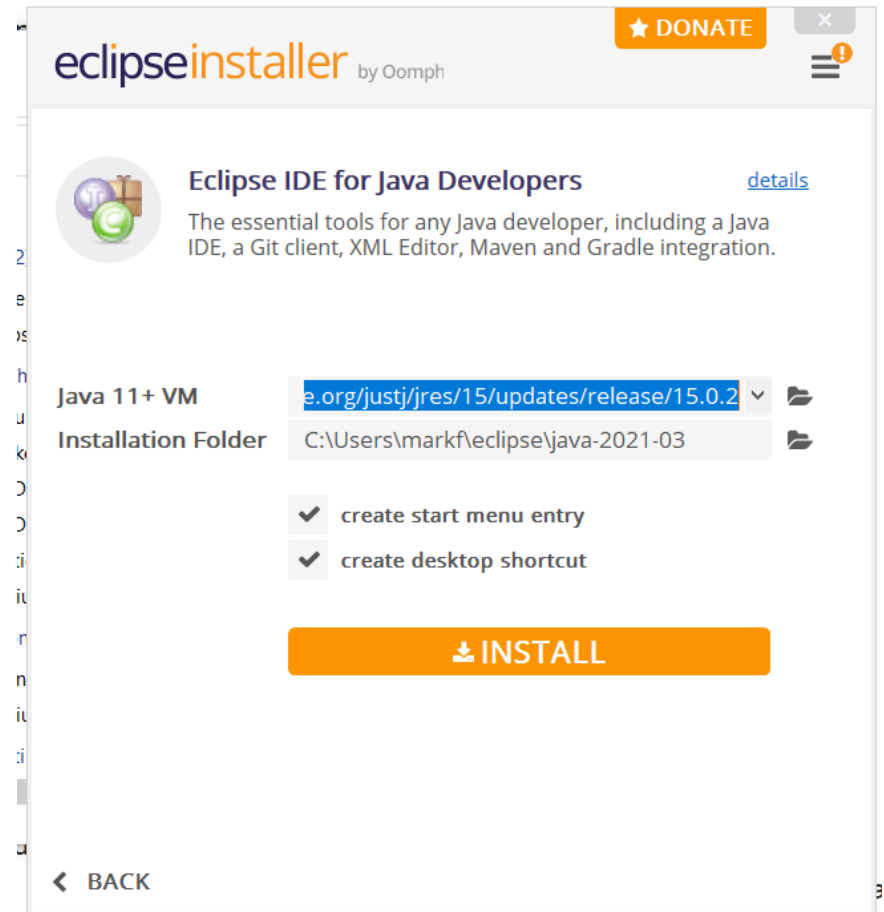 DONATE
×
eclipseinstaller by Oomph
!
Eclipse IDE for Java Developers
details
The essential tools for any Java developer, including a Java
IDE, a Git client, XML Editor, Maven and Gradle integration.
Java 11+ VM
e.org/justj/jres/15/updates/release/15.0.2
Installation Folder
C:\Users\markf\eclipse\java-2021-03
create start menu entry
create desktop shortcut
INSTALL
BACK